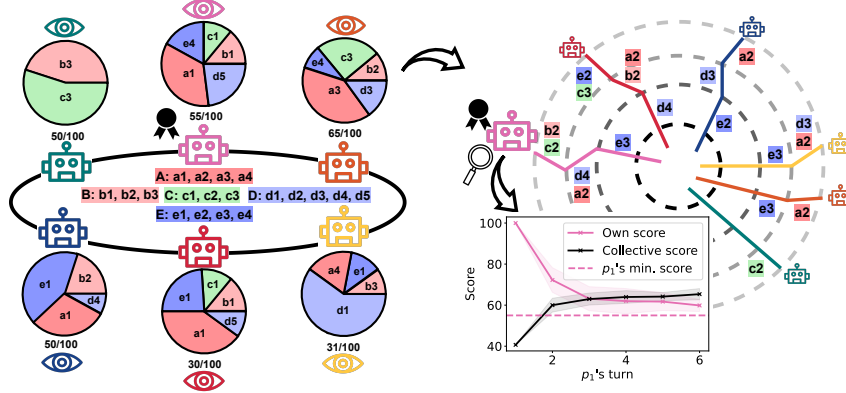 b3
c3
50/100
e4
c1
b1
a1
d5
55/100
c3
e4
b2
a3
d3
65/100
A: a1, a2, a3, a4
B: b1, b2, b3 C: c1, c2, c3 D: d1, d2, d3, d4, d5
E: e1, e2, e3, e4
e1
b2
d4
a1
50/100
c1
e1
b1
d5
a1
30/100
a4
e1
b3
d1
31/100
b2
c2
d4
a2
e3
e2
c3
a2
b2
d4
a2
d3
e2
d3
a2
e3
a2
e3
c2
Own score
Collective score
p1's min. score
Score
100
80
60
40
2
4
6
p1's turn